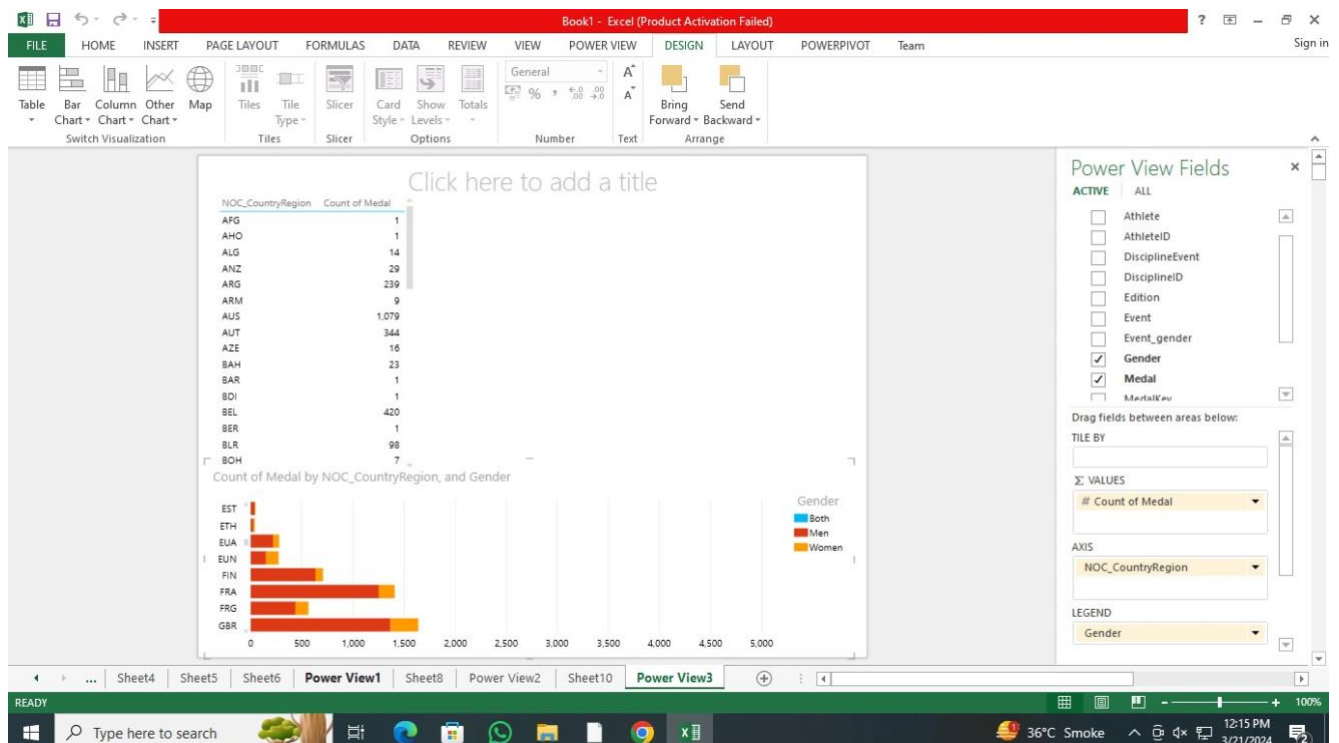 Book1 - Excel (Product Activation Failed)
FILE HOME INSERT PAGE LAYOUT FORMULAS DATA REVIEW VIEW POWER VIEW DESIGN LAYOUT POWERPIVOT Team Sign in
Table Bar Chart Column Chart Other Chart Map Tiles Tile Type Slicer Card Style Show Levels Totals General % , .00 A A Bring Forward Send Backward
Switch Visualization Tiles Slicer Options Number Text Arrange
Click here to add a title
NOC_CountryRegion Count of Medal
AFG 1
AHO 1
ALG 14
ANZ 29
ARG 239
ARM 9
AUS 1,079
AUT 344
AZE 16
BAH 23
BAR 1
BDI 1
BEL 420
BER 1
BLR 98
BOH 7
Count of Medal by NOC_CountryRegion, and Gender
EST
ETH
EUA
EUN
FIN
FRA
FRG
GBR
0 500 1,000 1,500 2,000 2,500 3,000 3,500 4,000 4,500 5,000
Gender
Both
Men
Women
Power View Fields
ACTIVE ALL
Athlete
AthleteID
DisciplineEvent
DisciplineID
Edition
Event
Event_gender
Gender
Medal
MedalKey
Drag fields between areas below:
TILE BY
Σ VALUES
# Count of Medal
AXIS
NOC_CountryRegion
LEGEND
Gender
... Sheet4 Sheet5 Sheet6 Power View1 Sheet8 Power View2 Sheet10 Power View3
READY 100%
Type here to search 36°C Smoke 12:15 PM
3/21/2024